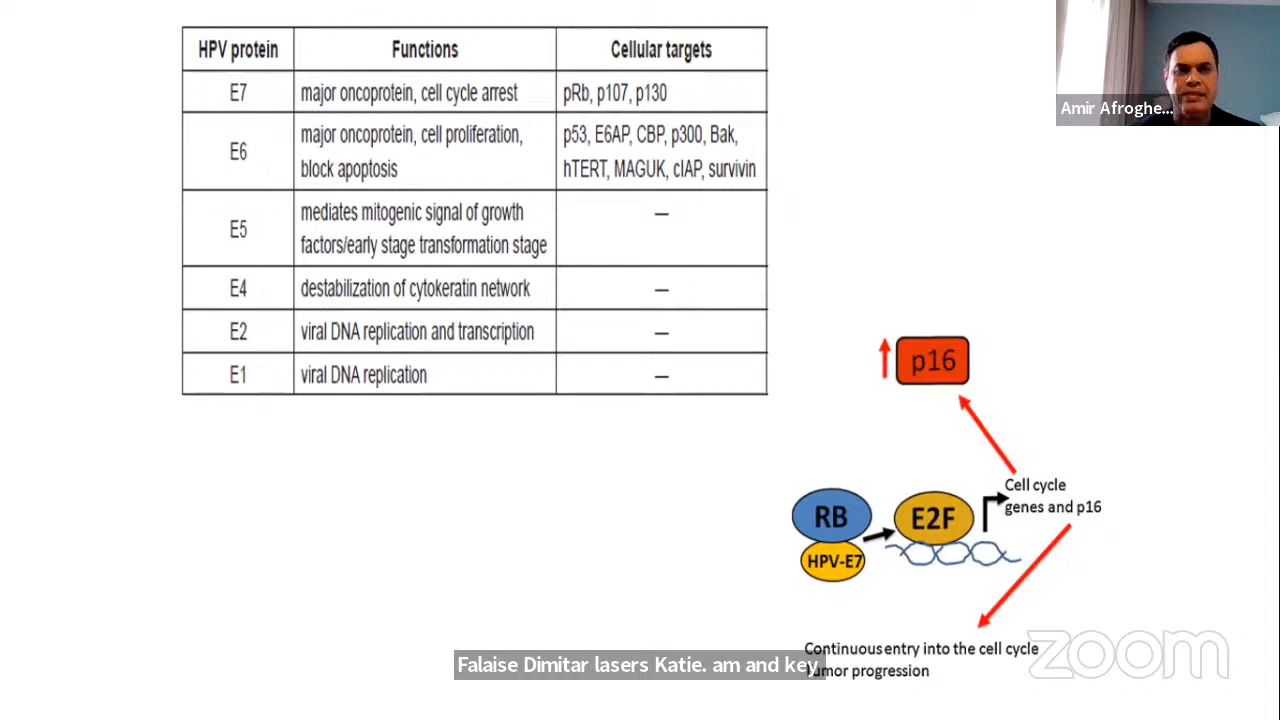 HPV protein Functions Cellular targets
E7 major oncoprotein, cell cycle arrest pRb, p107, p130
E6 major oncoprotein, cell proliferation, block apoptosis p53, E6AP, CBP, p300, Bak, hTERT, MAGUK, cIAP, survivin
E5 mediates mitogenic signal of growth factors/early stage transformation stage —
E4 destabilization of cytokeratin network —
E2 viral DNA replication and transcription —
E1 viral DNA replication —
Amir Afroghe...
p16
Cell cycle
genes and p16
RB
E2F
HPV-E7
Continuous entry into the cell cycle
Tumor progression
Falaise Dimitar lasers Katie. am and key
zoom